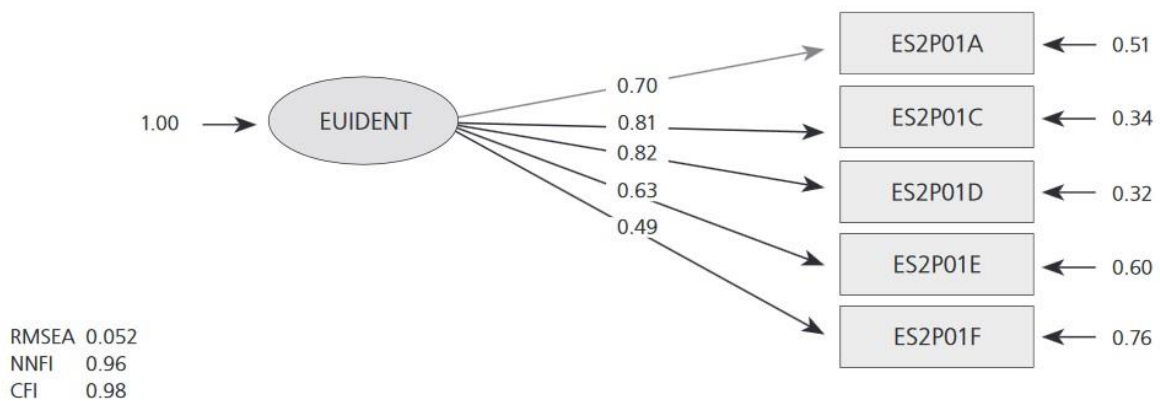 ES2P01A
0.51
0.70
1.00
EUIDENT
0.81
ES2P01C
0.34
0.82
ES2P01D
0.32
0.63
ES2P01E
0.60
0.49
ES2P01F
0.76
RMSEA 0.052
NNFI 0.96
CFI 0.98